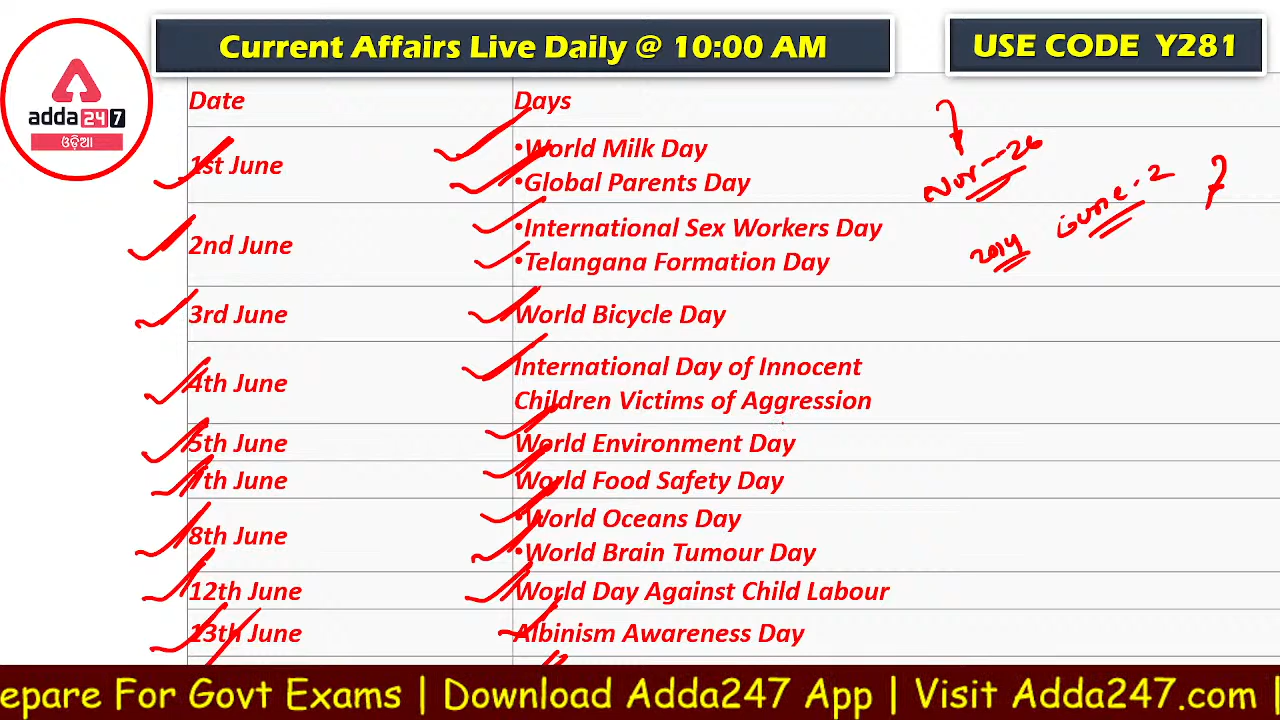 Current Affairs Live Daily @ 10:00 AM
USE CODE Y281
adda247
ଓଡ଼ିଆ
Date Days
1st June
•World Milk Day
•Global Parents Day
Nov-26
2nd June
•International Sex Workers Day
•Telangana Formation Day
June-2
2014
3rd June World Bicycle Day
4th June
International Day of Innocent
Children Victims of Aggression
5th June World Environment Day
7th June World Food Safety Day
8th June
•World Oceans Day
•World Brain Tumour Day
12th June World Day Against Child Labour
13th June Albinism Awareness Day
epare For Govt Exams | Download Adda247 App | Visit Adda247.com |